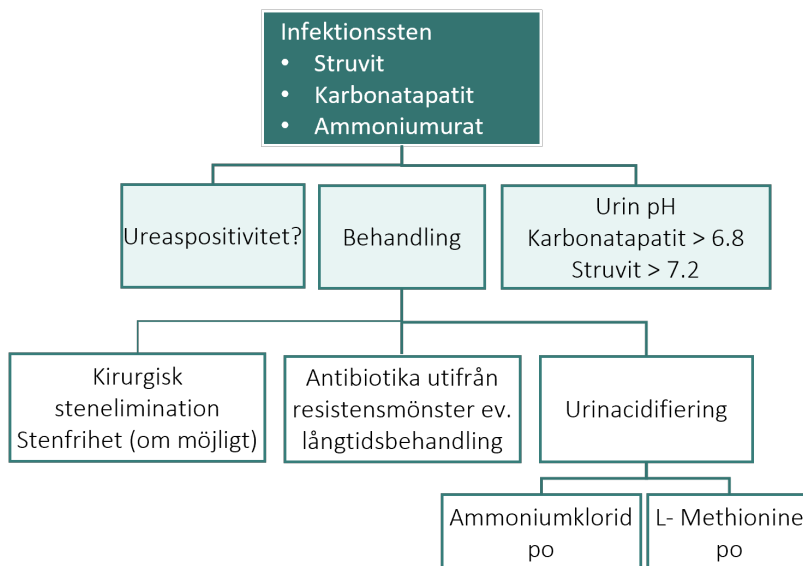 Infektionssten
• Struvit
• Karbonatapatit
• Ammoniumurat
Ureaspositivitet?
Behandling
Urin pH
Karbonatapatit > 6.8
Struvit > 7.2
Kirurgisk
stenelimination
Stenfrihet (om möjligt)
Antibiotika utifrån
resistensmönster ev.
långtidsbehandling
Urinacidifiering
Ammoniumklorid
po
L- Methionine
po